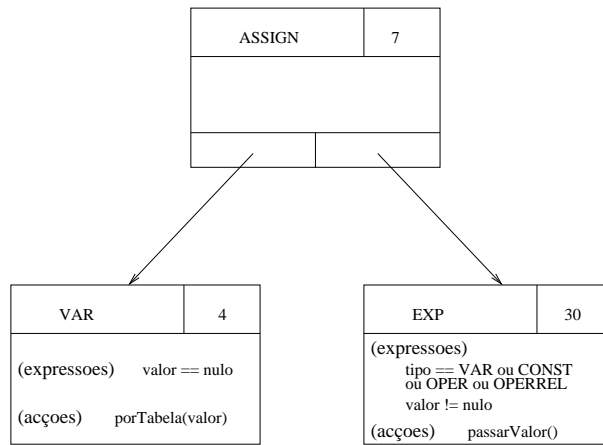 ASSIGN 7
VAR 4
(expressoes) valor == nulo
(acçoes) porTabela(valor)
EXP 30
(expressoes)
tipo == VAR ou CONST
ou OPER ou OPERREL
valor != nulo
(acçoes) passarValor()